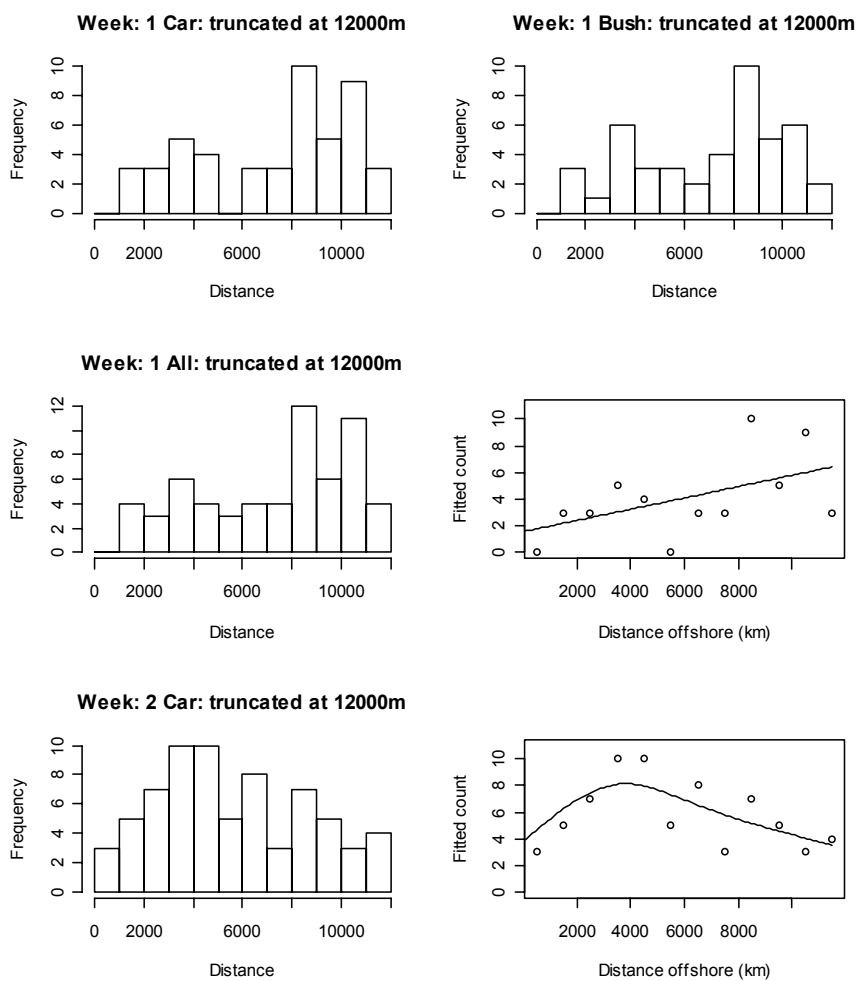 Week: 1 Car: truncated at 12000m
Frequency
0 2 4 6 8 10
0 2000 6000 10000
Distance
Week: 1 Bush: truncated at 12000m
Frequency
0 2 4 6 8 10
0 2000 6000 10000
Distance
Week: 1 All: truncated at 12000m
Frequency
0 2 4 6 8 12
0 2000 6000 10000
Distance
Fitted count
0 2 4 6 8 10
2000 4000 6000 8000
Distance offshore (km)
Week: 2 Car: truncated at 12000m
Frequency
0 2 4 6 8 10
0 2000 6000 10000
Distance
Fitted count
0 2 4 6 8 10
2000 4000 6000 8000
Distance offshore (km)